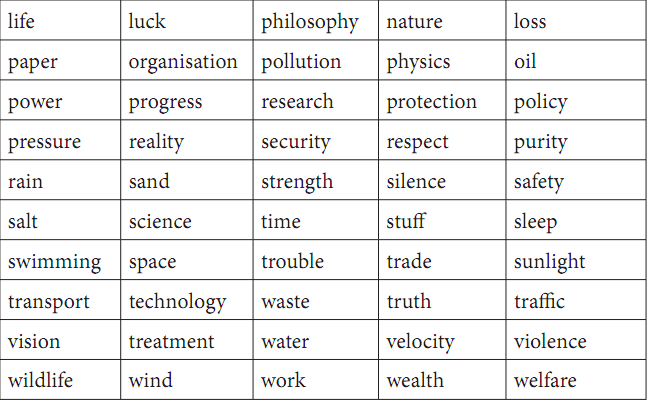 life luck philosophy nature loss
paper organisation pollution physics oil
power progress research protection policy
pressure reality security respect purity
rain sand strength silence safety
salt science time stuff sleep
swimming space trouble trade sunlight
transport technology waste truth traffic
vision treatment water velocity violence
wildlife wind work wealth welfare